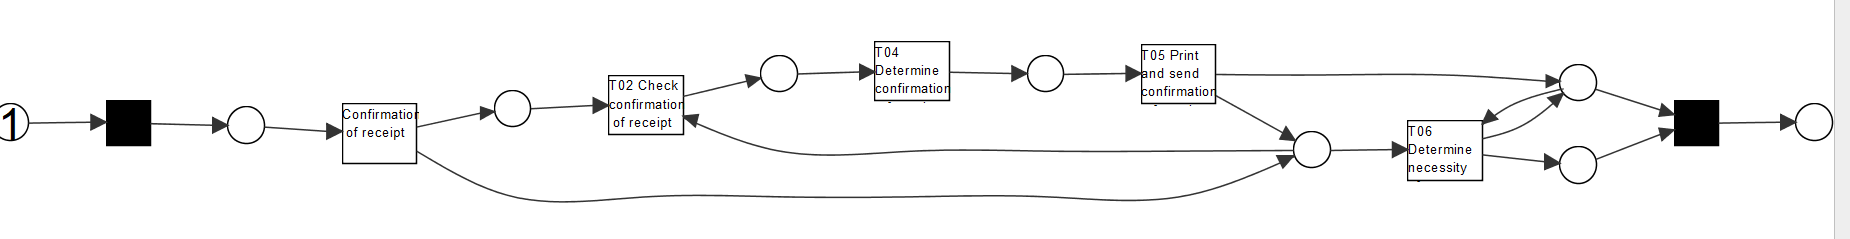 1
Confirmation
of receipt
T02 Check
confirmation
of receipt
T04
Determine
confirmation
T05 Print
and send
confirmation
T06
Determine
necessity